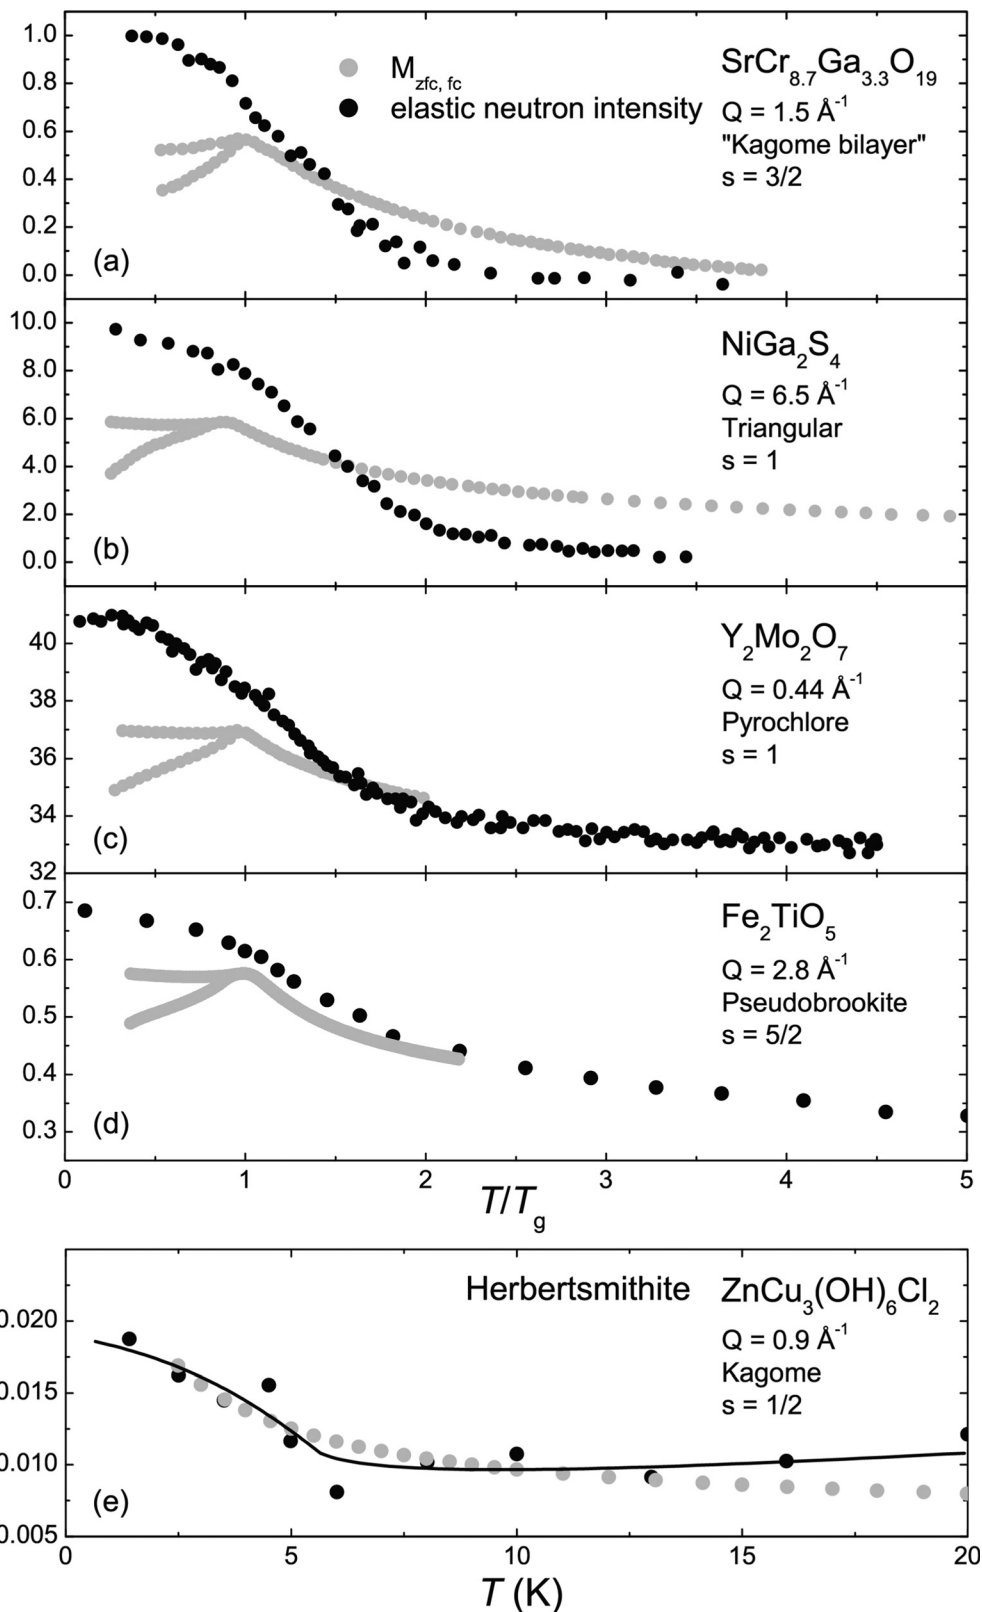 1.0
0.8
0.6
0.4
0.2
0.0
M zfc, fc
elastic neutron intensity
SrCr8.7Ga3.3O19
Q = 1.5 Å-1
"Kagome bilayer"
s = 3/2
(a)
10.0
8.0
6.0
4.0
2.0
0.0
NiGa2S4
Q = 6.5 Å-1
Triangular
s = 1
(b)
40
38
36
34
32
Y2Mo2O7
Q = 0.44 Å-1
Pyrochlore
s = 1
(c)
0.7
0.6
0.5
0.4
0.3
Fe2TiO5
Q = 2.8 Å-1
Pseudobrookite
s = 5/2
(d)
0 1 2 3 4 5
T/Tg
Herbertsmithite ZnCu3(OH)6Cl2
Q = 0.9 Å-1
Kagome
s = 1/2
0.020
0.015
0.010
0.005
(e)
0 5 10 15 20
T (K)